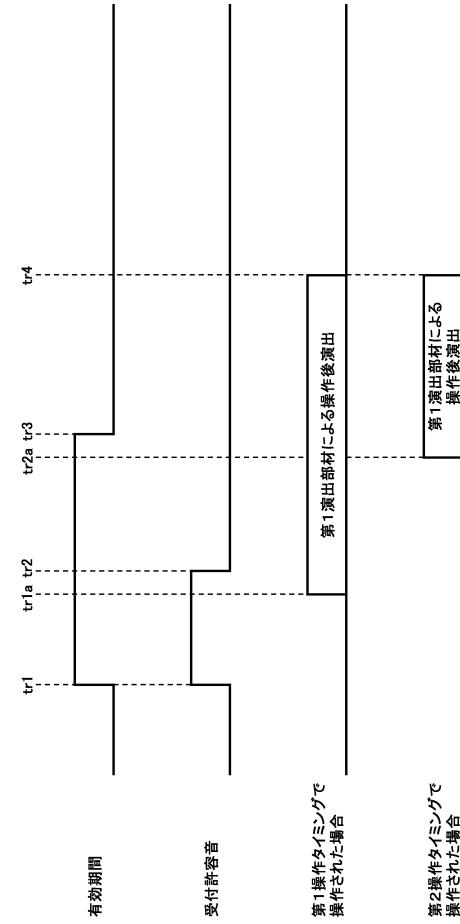 tr1
tr1a
tr2
tr2a
tr3
tr4
有効期間
受付許容音
第1操作タイミングで
操作された場合
第1演出部材による操作後演出
第2操作タイミングで
操作された場合
第1演出部材による
操作後演出